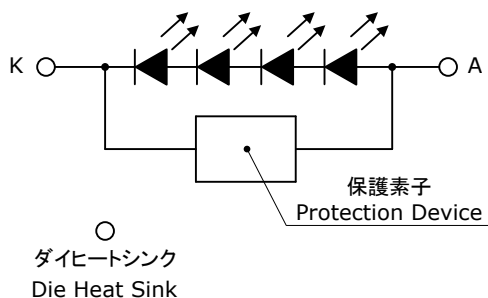 K
A
保護素子
Protection Device
ダイヒートシンク
Die Heat Sink